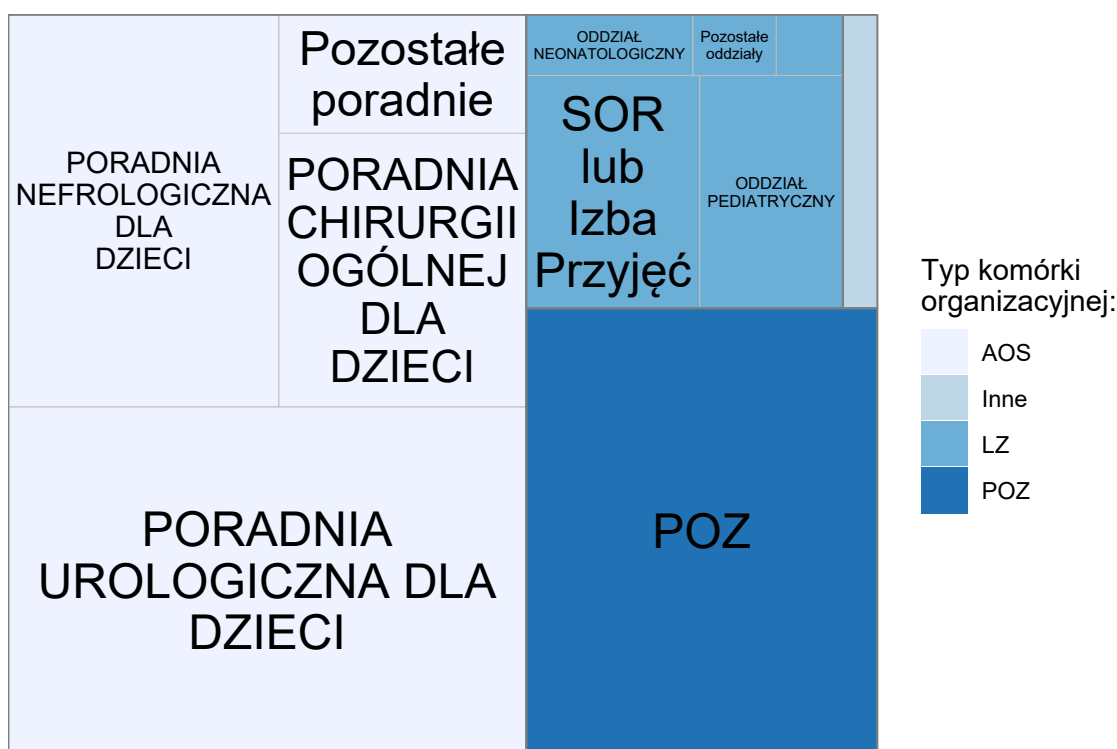 PORADNIA
NEFROLOGICZNA
DLA
DZIECI
Pozostałe
poradnie
PORADNIA
CHIRURGII
OGÓLNEJ
DLA
DZIECI
PORADNIA
UROLOGICZNA DLA
DZIECI
ODDZIAŁ
NEONATOLOGICZNY
Pozostałe
oddziały
SOR
lub
Izba
Przyjęć
ODDZIAŁ
PEDIATRYCZNY
POZ
Typ komórki
organizacyjnej:
AOS
Inne
LZ
POZ